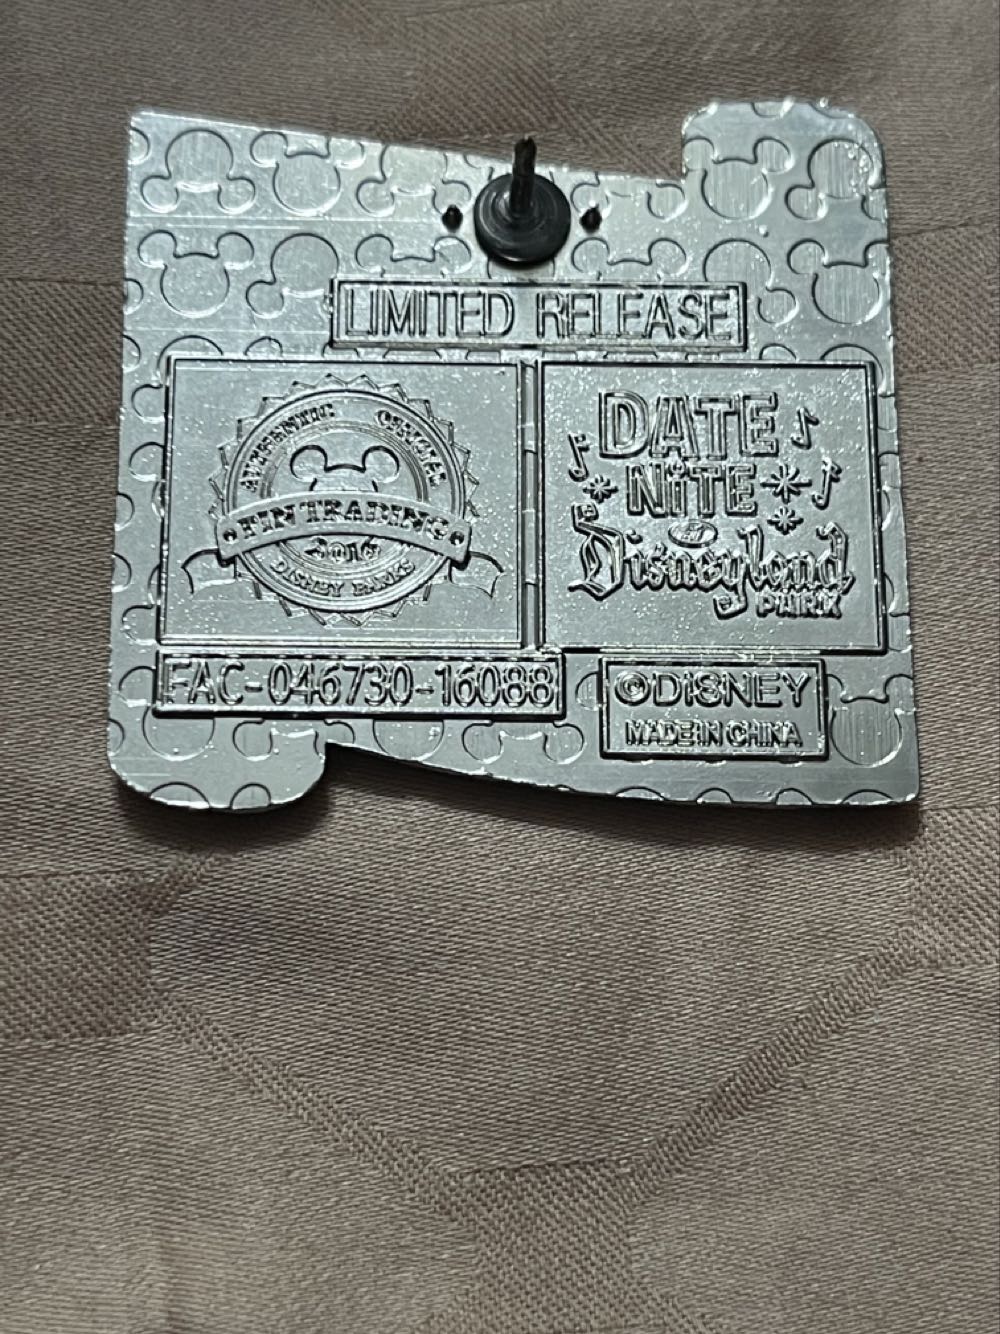 LIMITED RELEASE
AUTHENTIC ORIGINAL
PIN TRADING
2016
DISNEY PARKS
DATE
NiTE
at
Disneyland
PARK
FAC-046730-16088
©DiSNEY
MADE IN CHINA